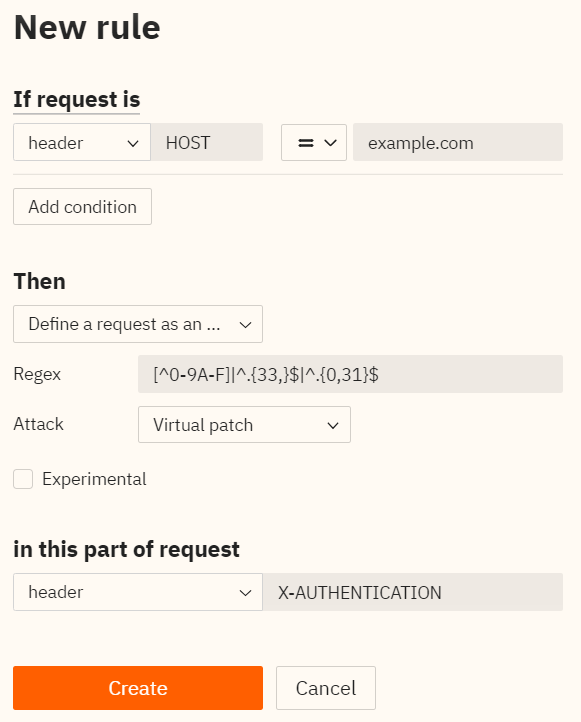 New rule
If request is
header HOST = example.com
Add condition
Then
Define a request as an ...
Regex [^0-9A-F]|^.{33,}$|^.{0,31}$
Attack Virtual patch
Experimental
in this part of request
header X-AUTHENTICATION
Create Cancel